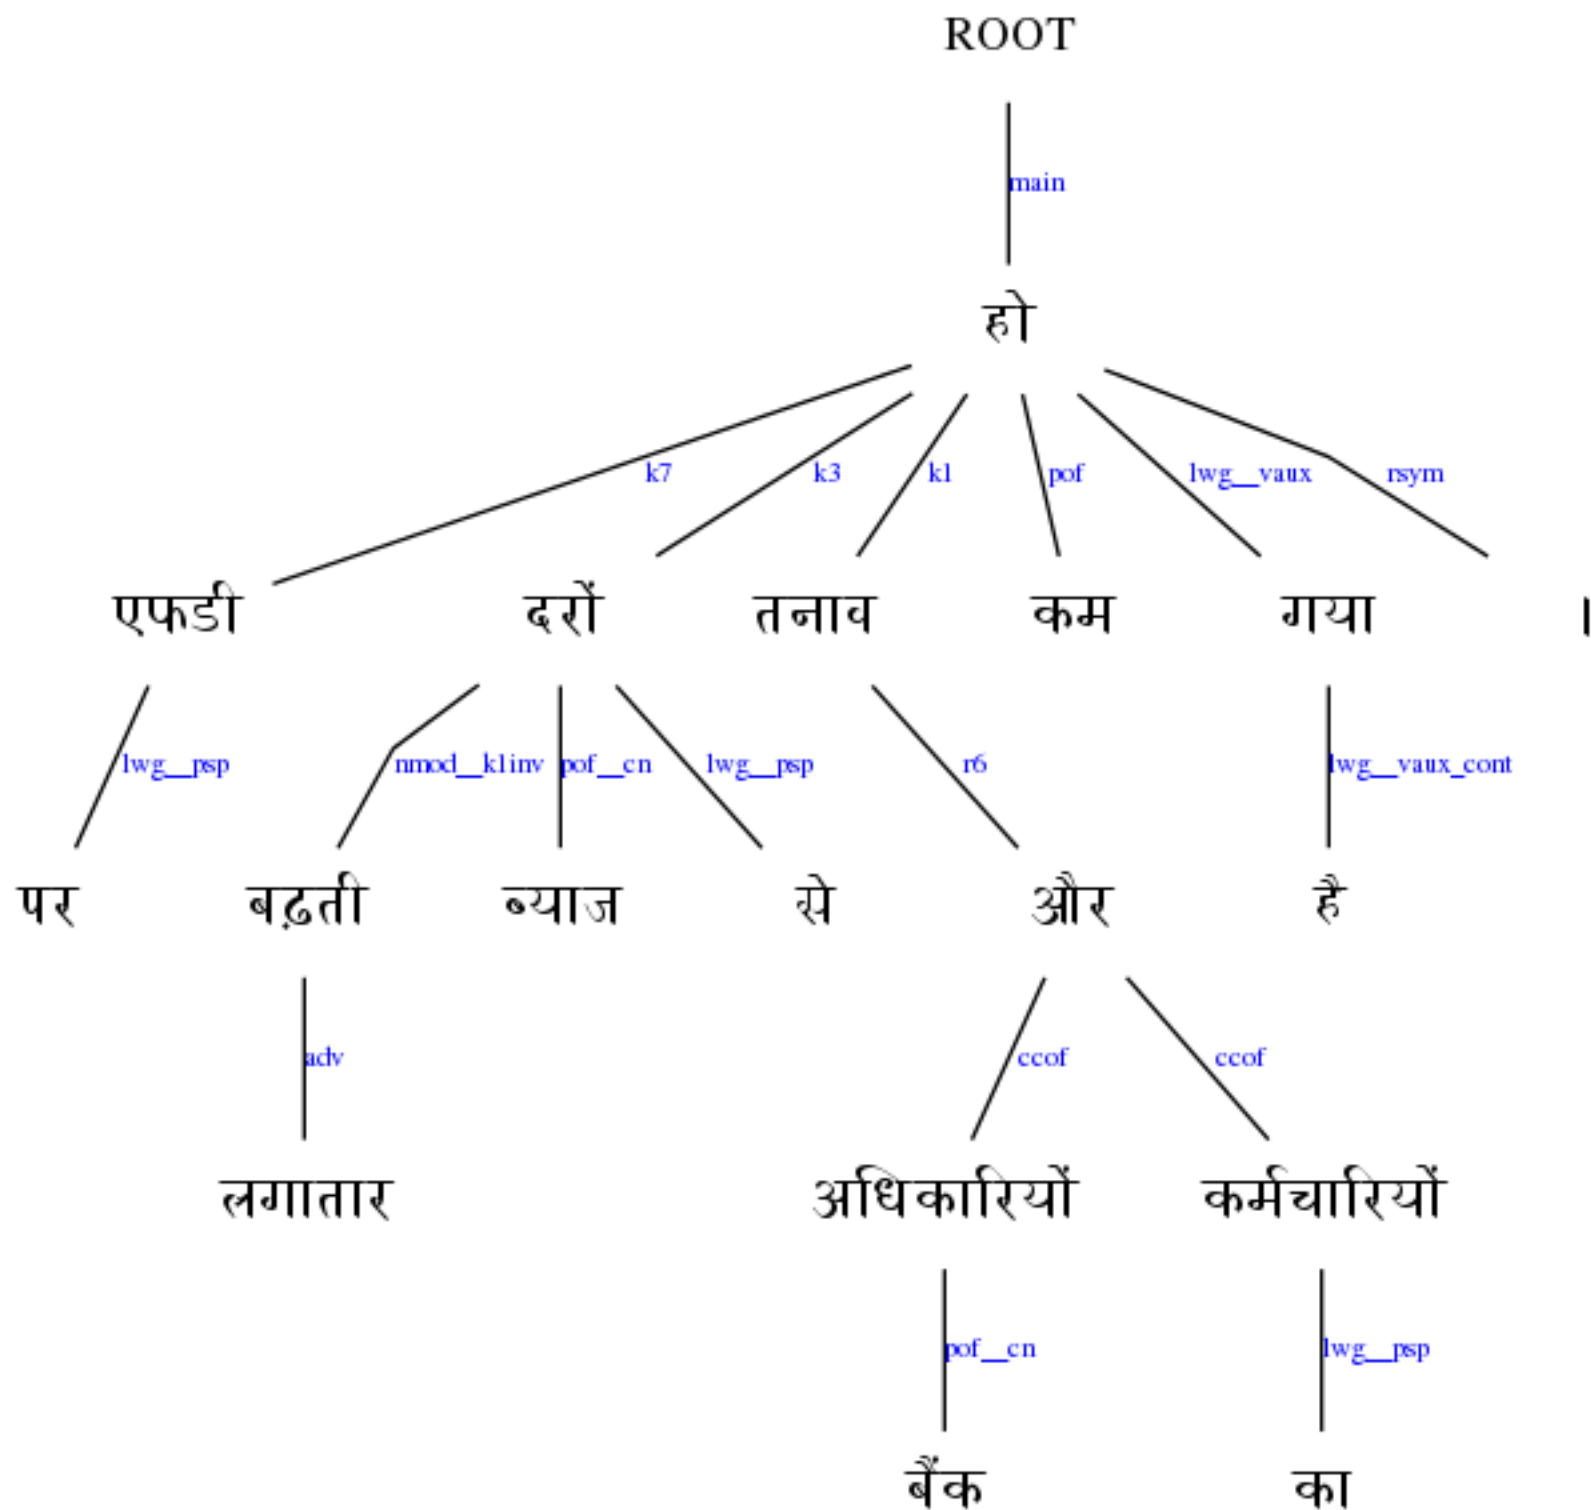 ROOT
main
हो
k7 k3 k1 pof lwg__vaux rsym
एफडी दरों तनाव कम गया ।
lwg__psp nmod__k1inv pof__cn lwg__psp r6 lwg__vaux_cont
पर बढ़ती ब्याज से और है
adv ccof ccof
लगातार अधिकारियों कर्मचारियों
pof__cn lwg__psp
बैंक का